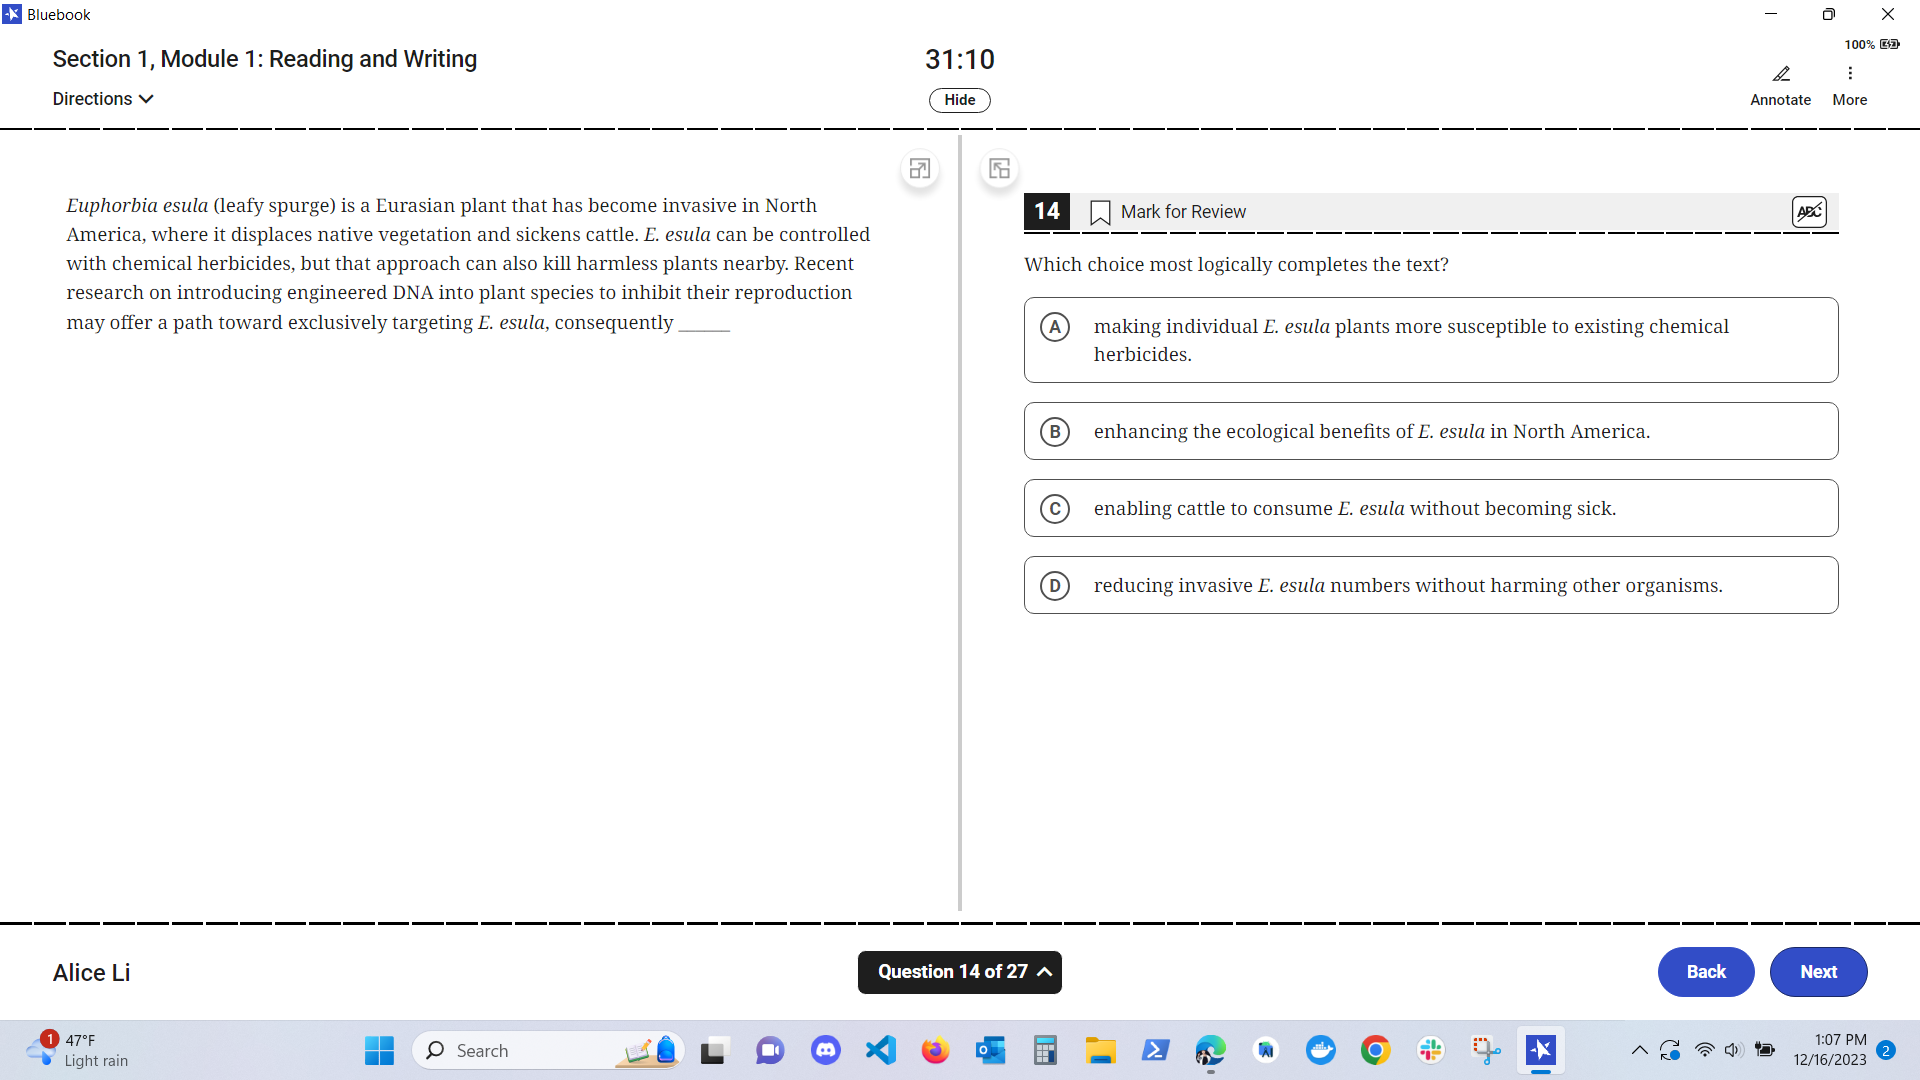 Bluebook
Section 1, Module 1: Reading and Writing
31:10
100%
Directions
Hide
Annotate
More
Euphorbia esula (leafy spurge) is a Eurasian plant that has become invasive in North
America, where it displaces native vegetation and sickens cattle. E. esula can be controlled
with chemical herbicides, but that approach can also kill harmless plants nearby. Recent
research on introducing engineered DNA into plant species to inhibit their reproduction
may offer a path toward exclusively targeting E. esula, consequently ______
14
Mark for Review
ABC
Which choice most logically completes the text?
A
making individual E. esula plants more susceptible to existing chemical
herbicides.
B
enhancing the ecological benefits of E. esula in North America.
C
enabling cattle to consume E. esula without becoming sick.
D
reducing invasive E. esula numbers without harming other organisms.
Alice Li
Question 14 of 27
Back
Next
1
47°F
Light rain
Search
1:07 PM
12/16/2023
2